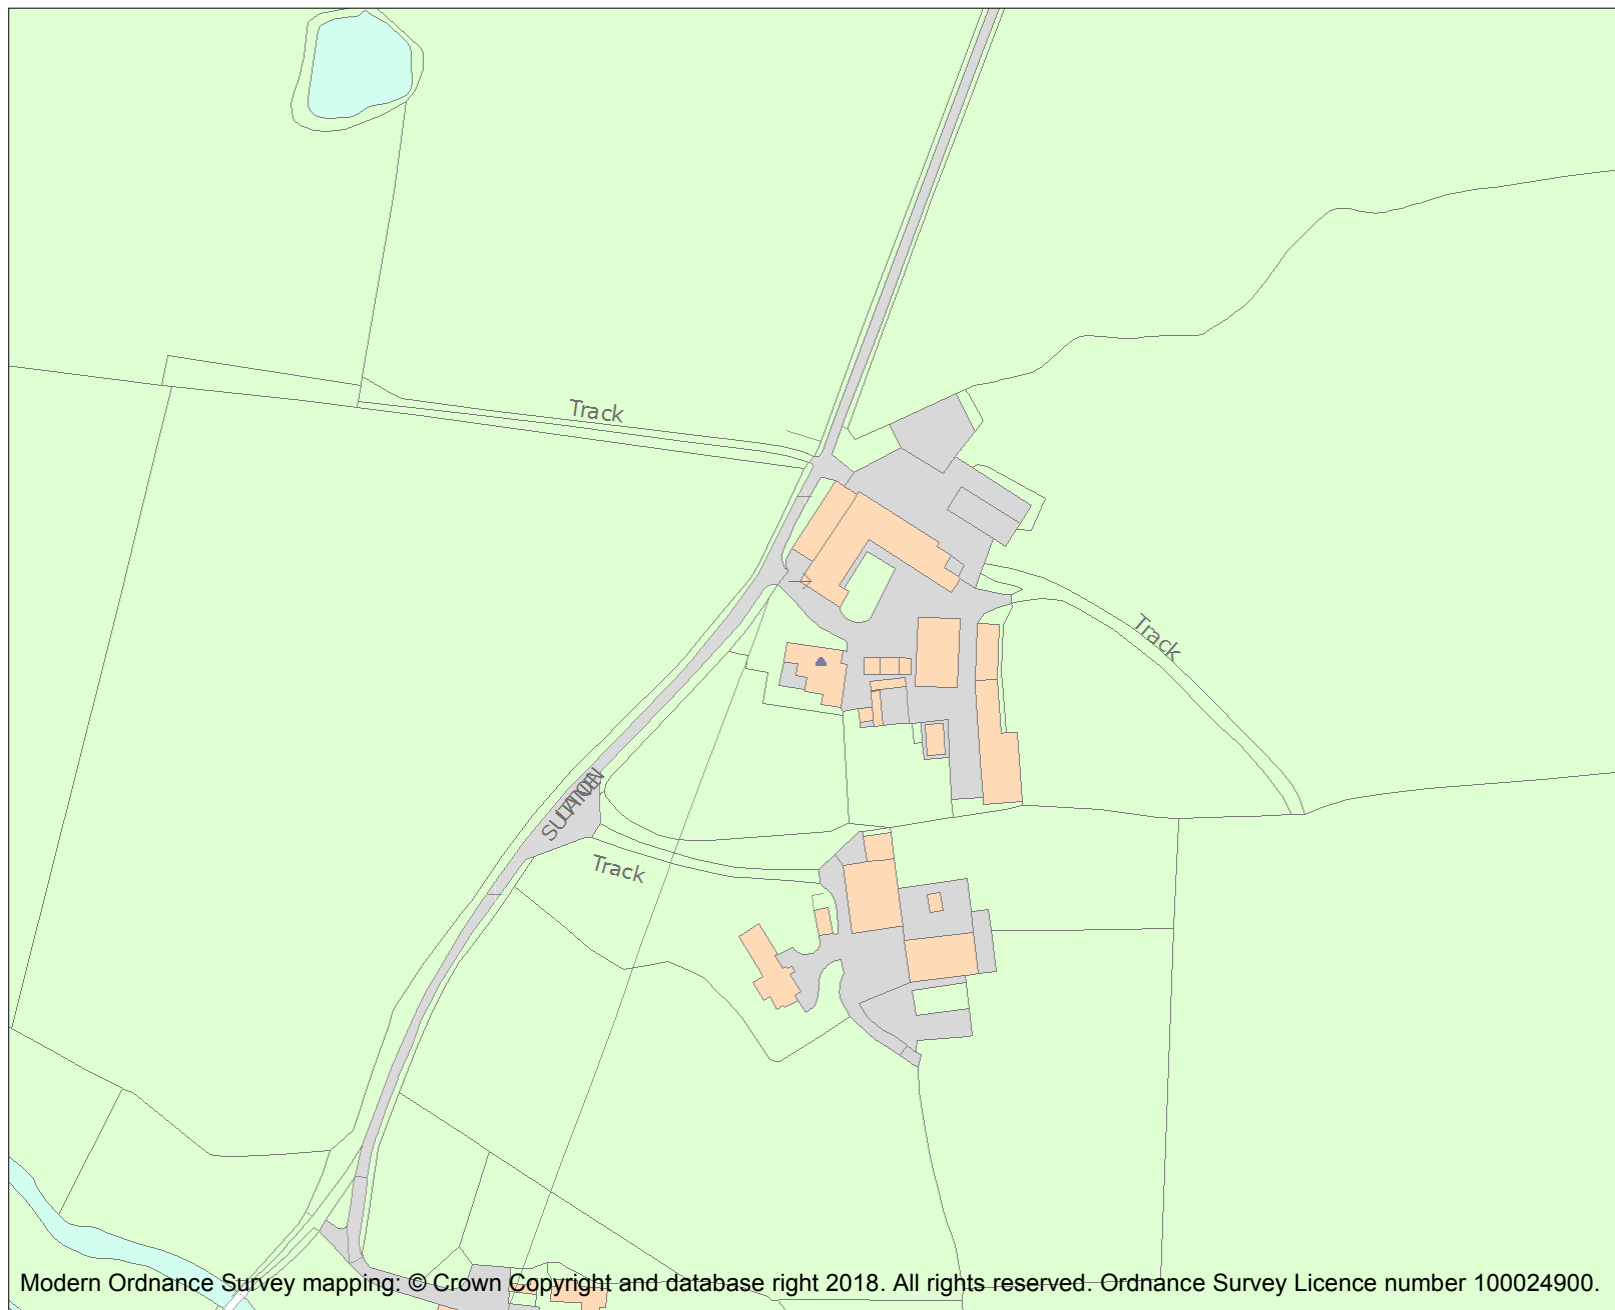 Track
Track
Track
Modern Ordnance Survey mapping: © Crown Copyright and database right 2018. All rights reserved. Ordnance Survey Licence number 100024900.